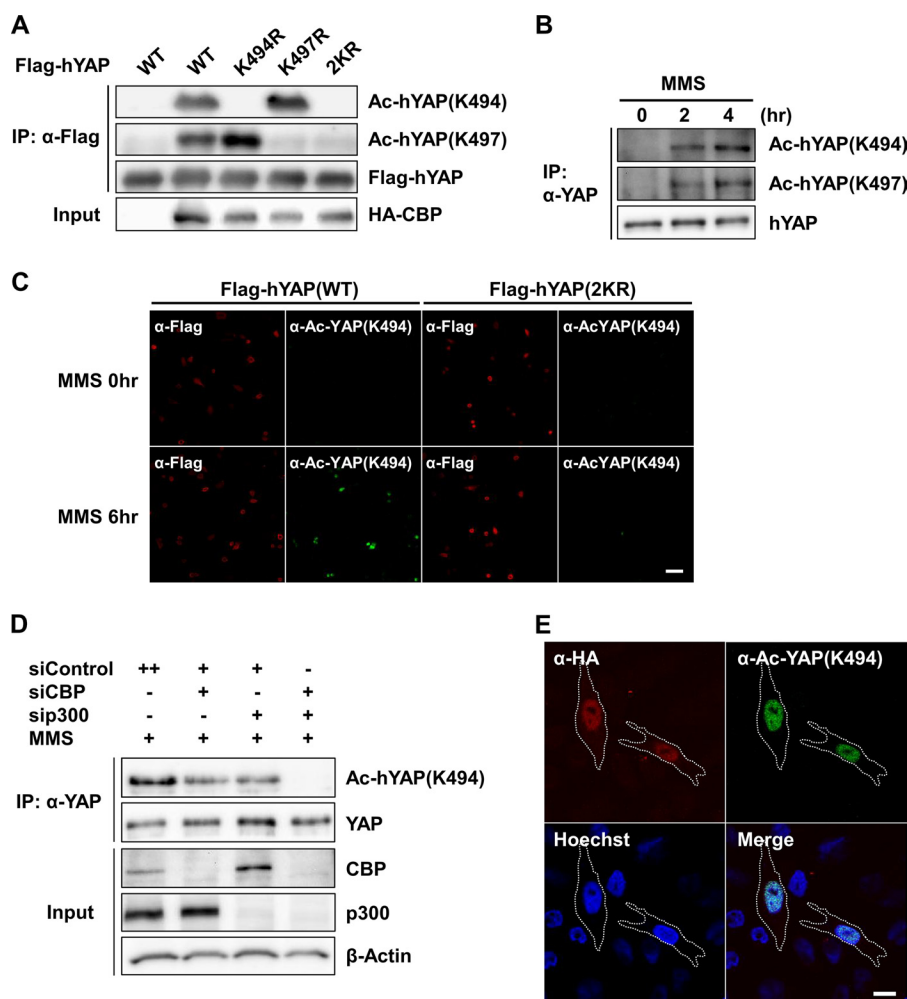 A
Flag-hYAP WT WT K494R K497R 2KR
Ac-hYAP(K494)
IP: α-Flag Ac-hYAP(K497)
Flag-hYAP
Input HA-CBP
B
MMS
0 2 4 (hr)
Ac-hYAP(K494)
IP:
α-YAP Ac-hYAP(K497)
hYAP
C
Flag-hYAP(WT) Flag-hYAP(2KR)
α-Flag α-Ac-YAP(K494) α-Flag α-AcYAP(K494)
MMS 0hr
α-Flag α-Ac-YAP(K494) α-Flag α-AcYAP(K494)
MMS 6hr
D
siControl ++ + + -
siCBP - + - +
sip300 - - + +
MMS + + + +
Ac-hYAP(K494)
IP: α-YAP
YAP
CBP
Input p300
β-Actin
E
α-HA α-Ac-YAP(K494)
Hoechst Merge